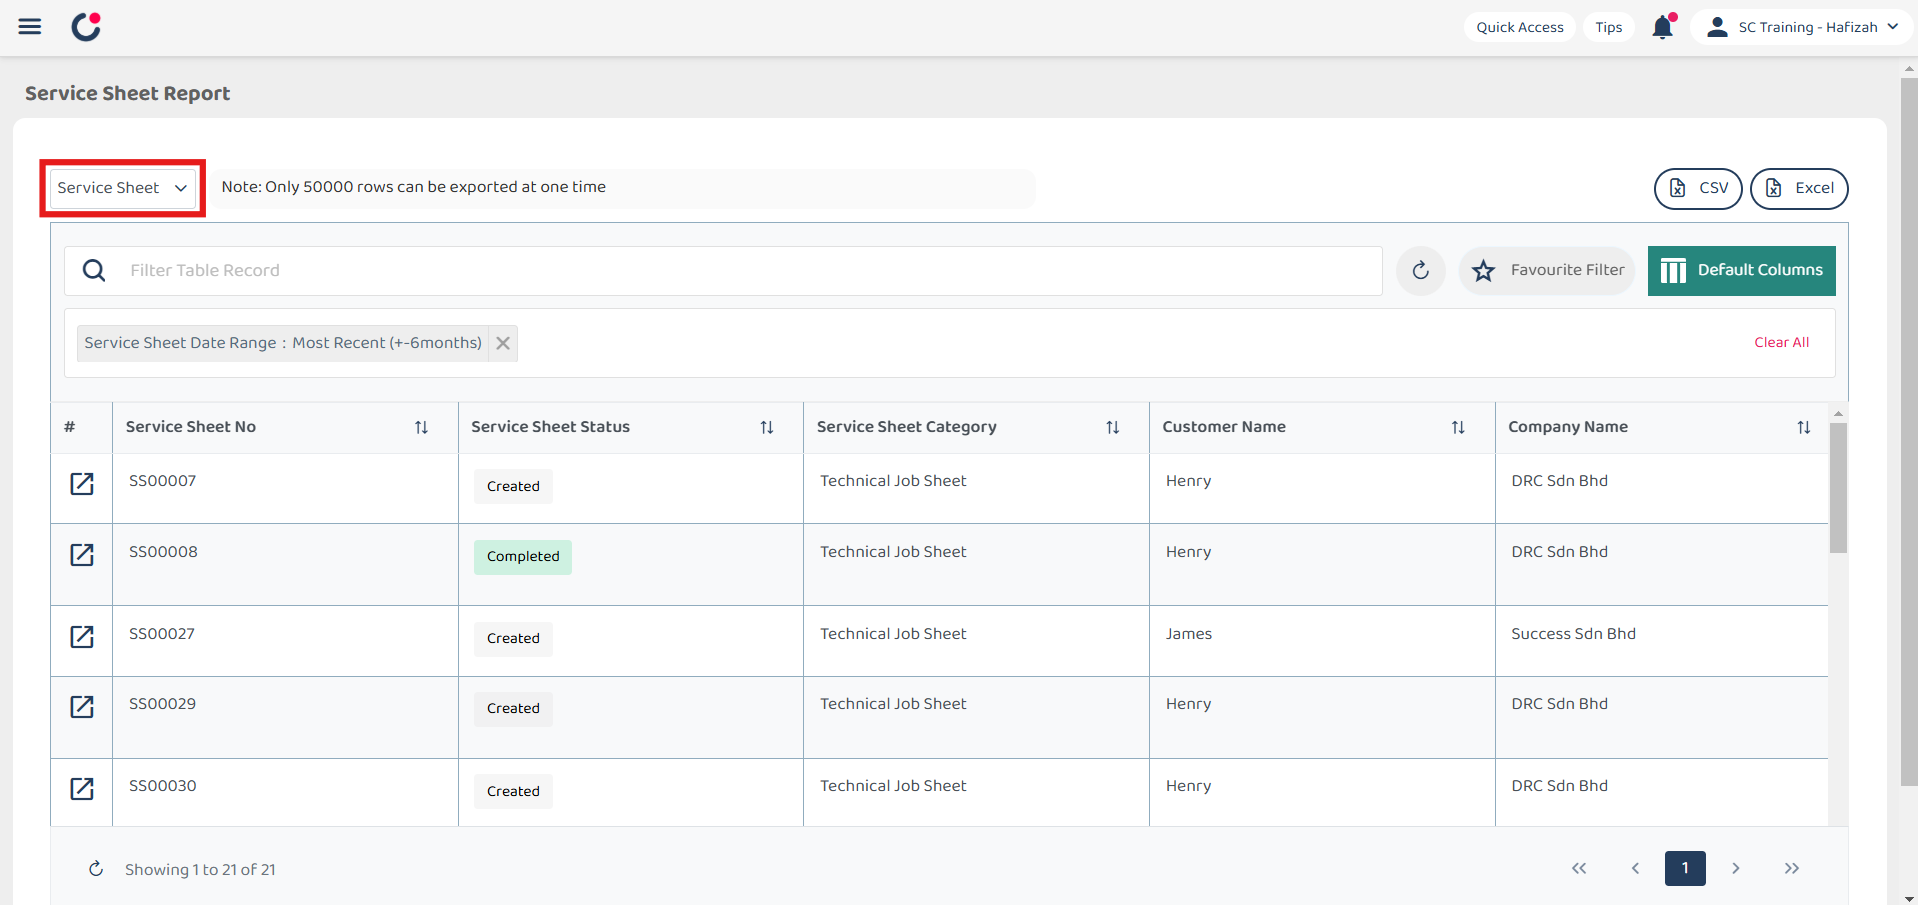 Quick Access Tips SC Training - Hafizah
Service Sheet Report
Service Sheet Note: Only 50000 rows can be exported at one time CSV Excel
Filter Table Record Favourite Filter Default Columns
Service Sheet Date Range : Most Recent (+-6months) Clear All
# Service Sheet No Service Sheet Status Service Sheet Category Customer Name Company Name
SS00007 Created Technical Job Sheet Henry DRC Sdn Bhd
SS00008 Completed Technical Job Sheet Henry DRC Sdn Bhd
SS00027 Created Technical Job Sheet James Success Sdn Bhd
SS00029 Created Technical Job Sheet Henry DRC Sdn Bhd
SS00030 Created Technical Job Sheet Henry DRC Sdn Bhd
Showing 1 to 21 of 21 « ‹ 1 › »